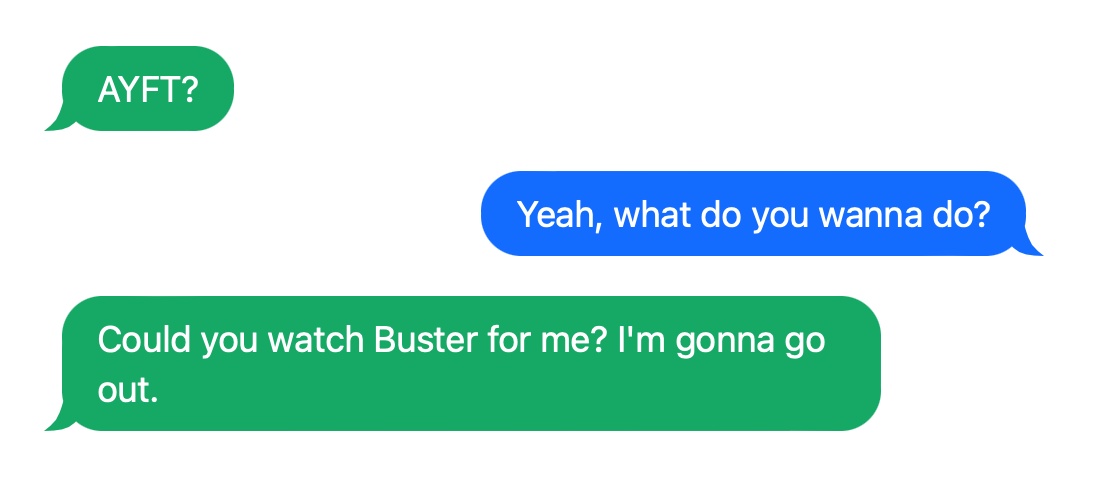 AYFT?
Yeah, what do you wanna do?
Could you watch Buster for me? I'm gonna go
out.